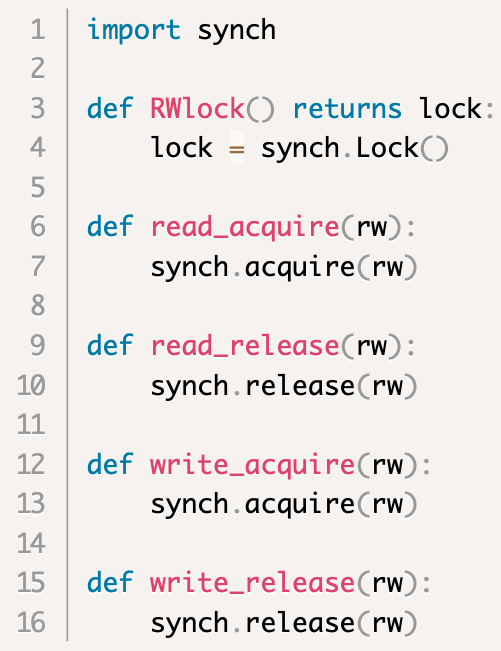 1 import synch
2
3 def RWlock() returns lock:
4     lock = synch.Lock()
5
6 def read_acquire(rw):
7     synch.acquire(rw)
8
9 def read_release(rw):
10     synch.release(rw)
11
12 def write_acquire(rw):
13     synch.acquire(rw)
14
15 def write_release(rw):
16     synch.release(rw)